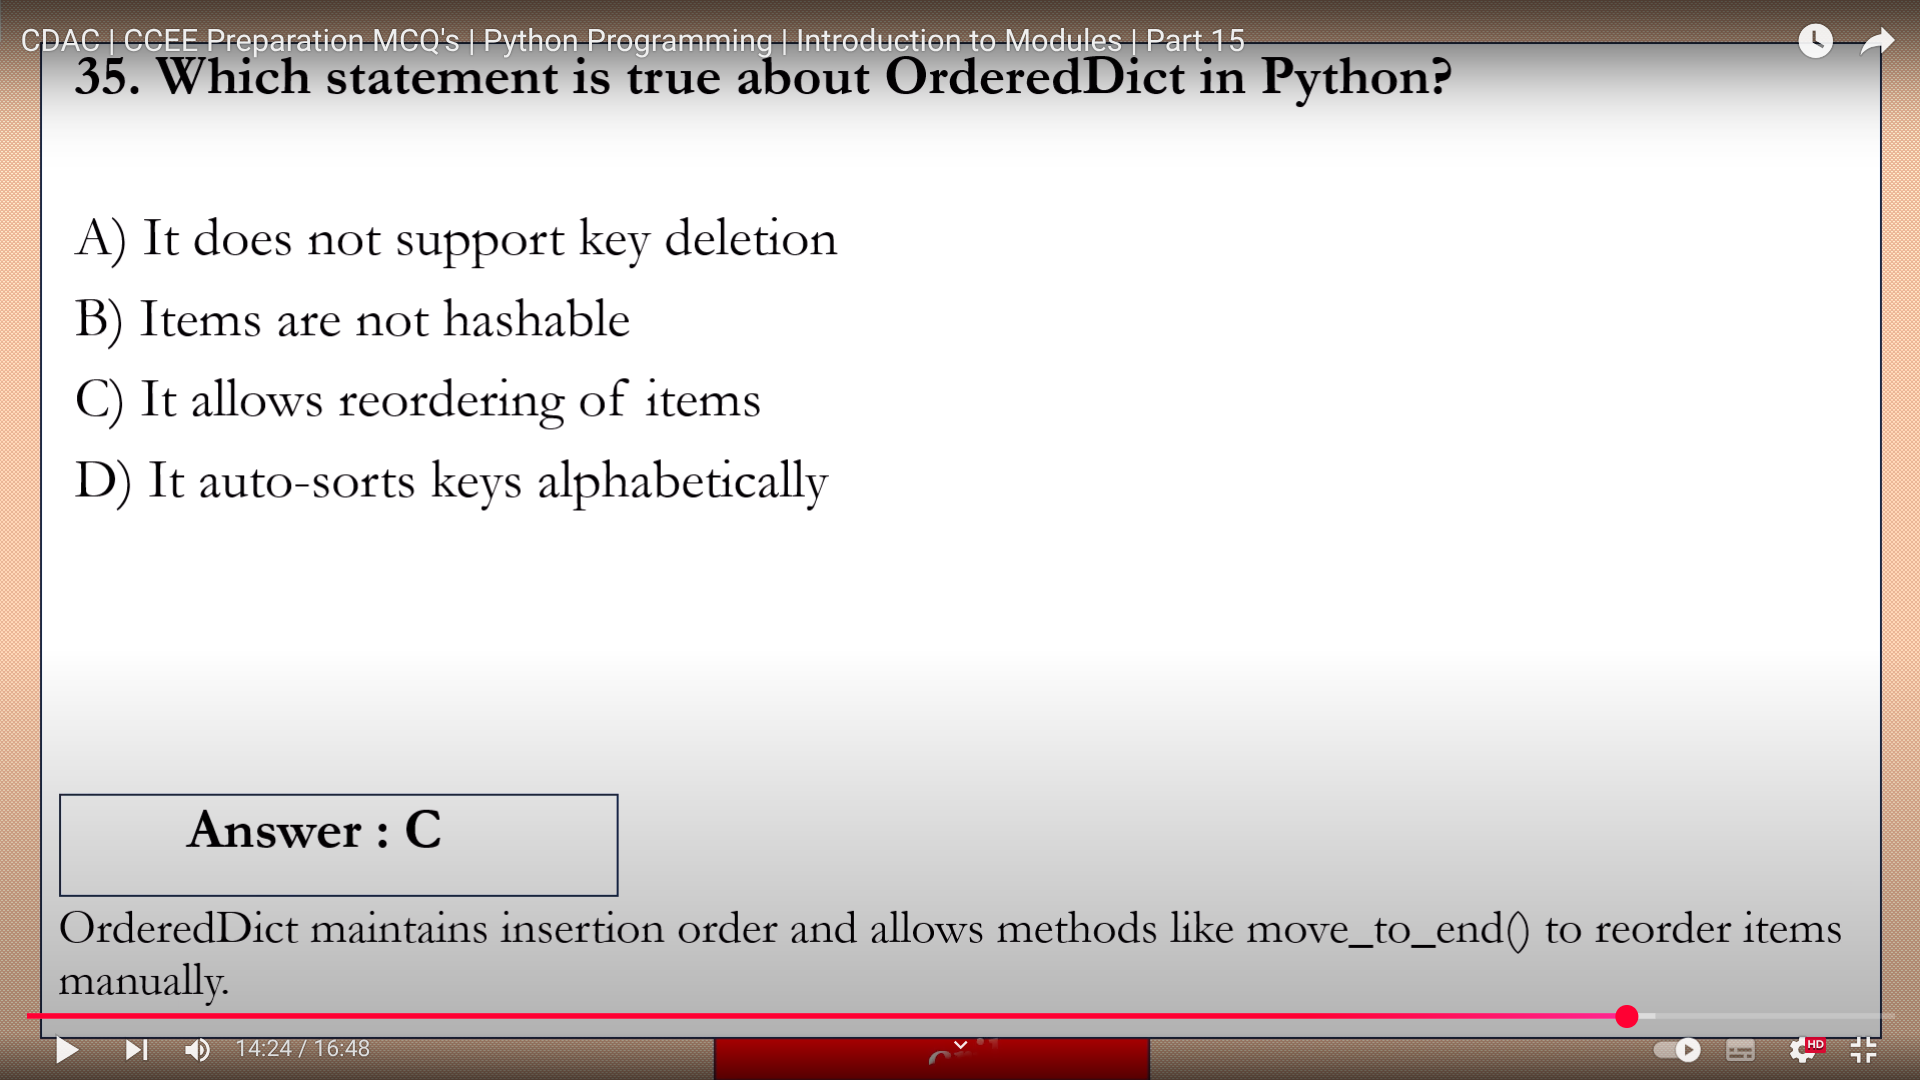 CDAC | CCEE Preparation MCQ's | Python Programming | Introduction to Modules | Part 15
35. Which statement is true about OrderedDict in Python?
A) It does not support key deletion
B) Items are not hashable
C) It allows reordering of items
D) It auto-sorts keys alphabetically
Answer : C
OrderedDict maintains insertion order and allows methods like move_to_end() to reorder items
manually.
14:24 / 16:48
HD